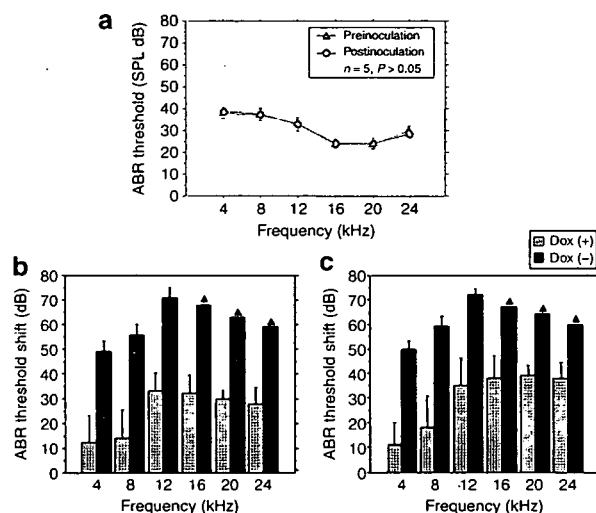 a
Preinoculation
Postinoculation
n = 5, P > 0.05
ABR threshold (SPL dB)
80
70
60
50
40
30
20
10
0
4 8 12 16 20 24
Frequency (kHz)
Dox (+)
Dox (−)
b
ABR threshold shift (dB)
80
70
60
50
40
30
20
10
0
4 8 12 16 20 24
Frequency (kHz)
c
ABR threshold shift (dB)
80
70
60
50
40
30
20
10
0
4 8 12 16 20 24
Frequency (kHz)